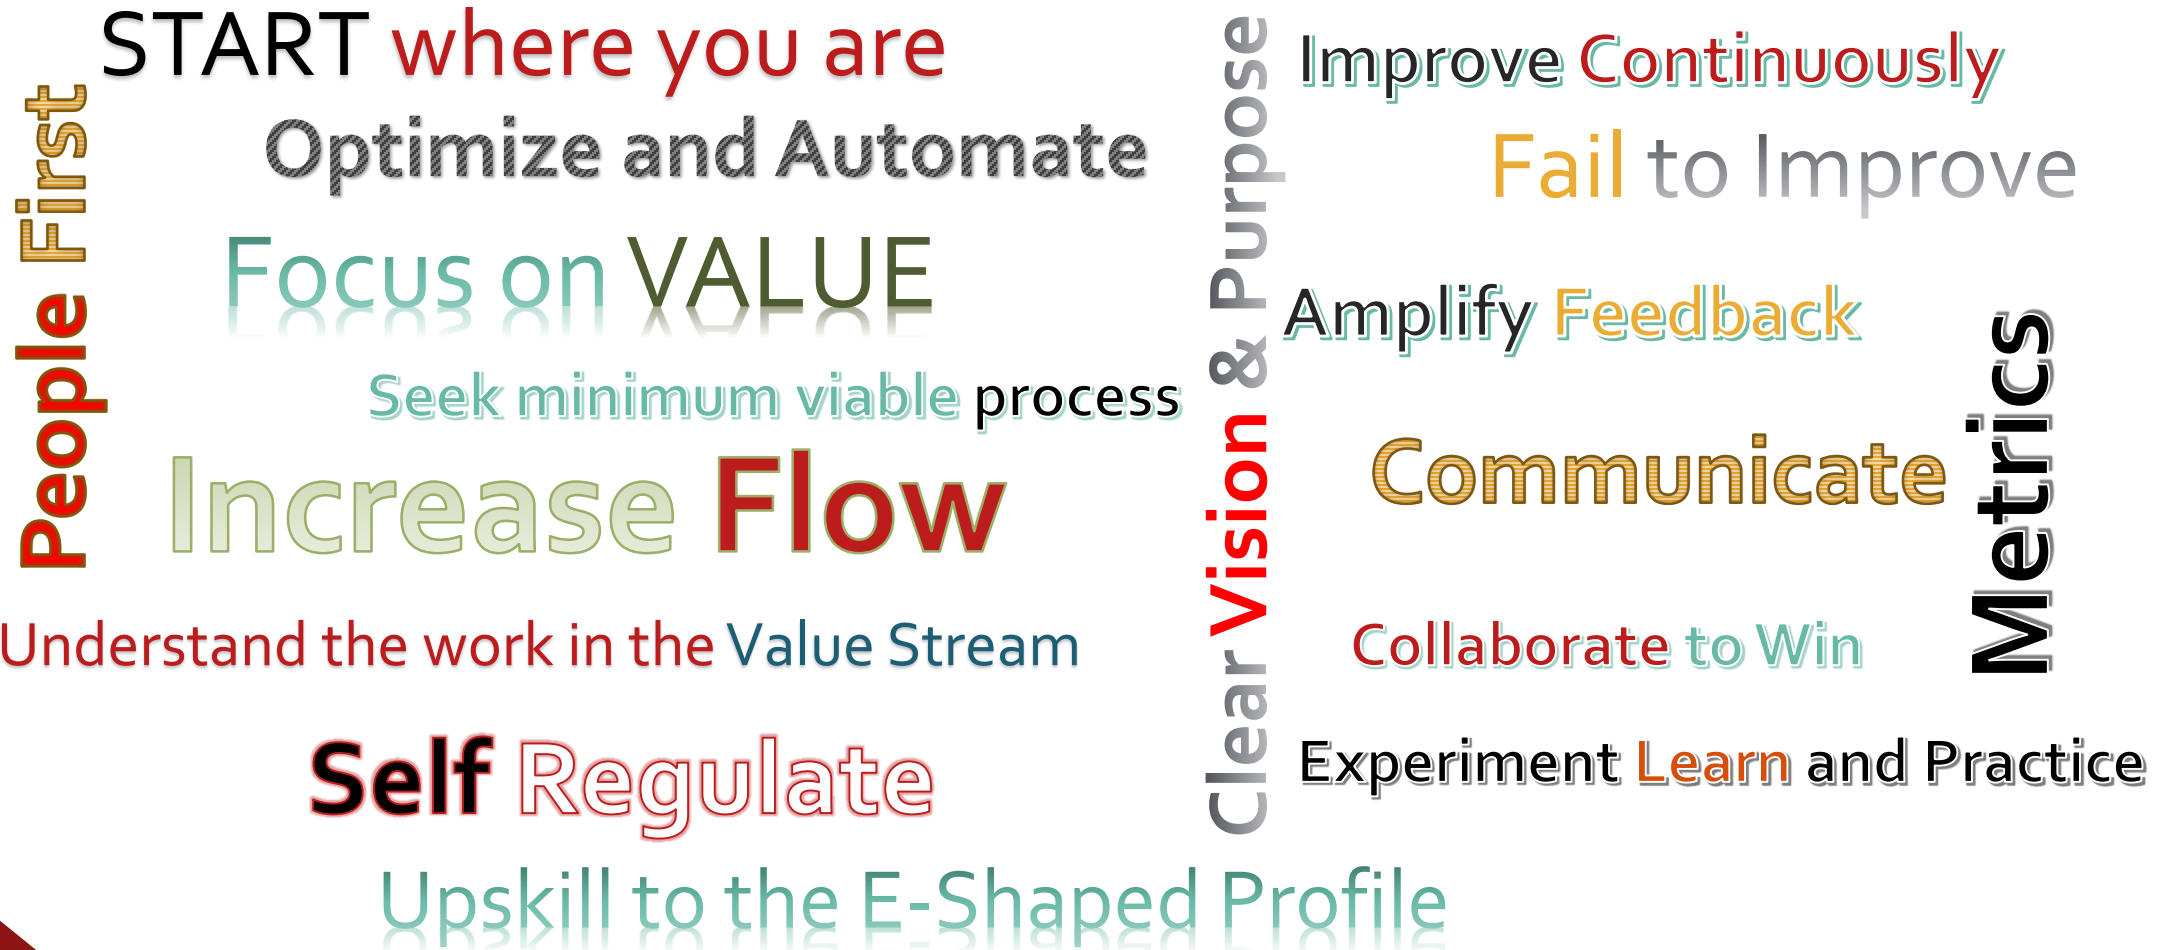 START where you are
People First
Optimize and Automate
Focus on VALUE
Seek minimum viable process
Increase Flow
Understand the work in the Value Stream
Self Regulate
Upskill to the E-Shaped Profile
Clear Vision & Purpose
Improve Continuously
Fail to Improve
Amplify Feedback
Communicate
Metrics
Collaborate to Win
Experiment Learn and Practice